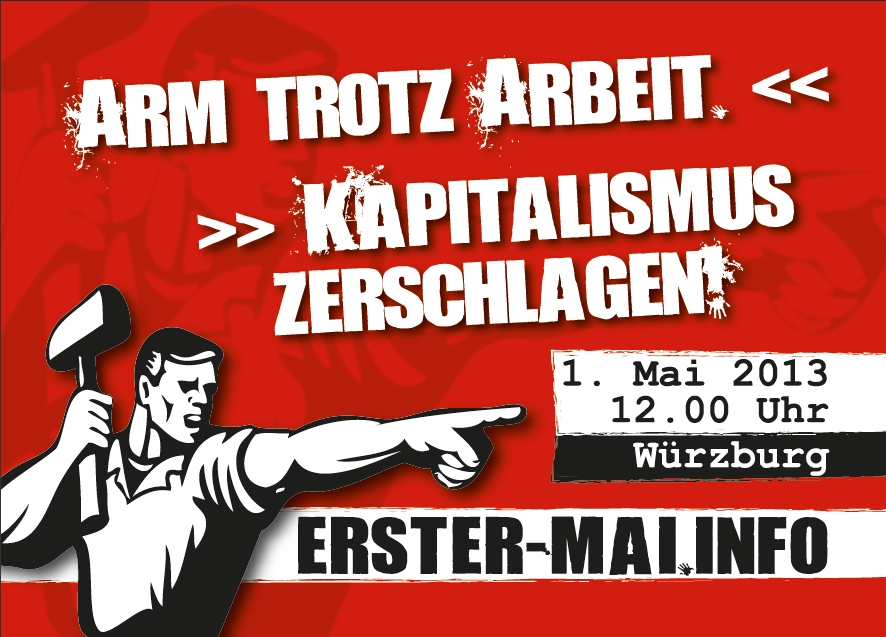 ARM TROTZ ARBEIT. <<
>> KAPITALISMUS
ZERSCHLAGEN!
1. Mai 2013
12.00 Uhr
Würzburg
ERSTER-MAI.INFO